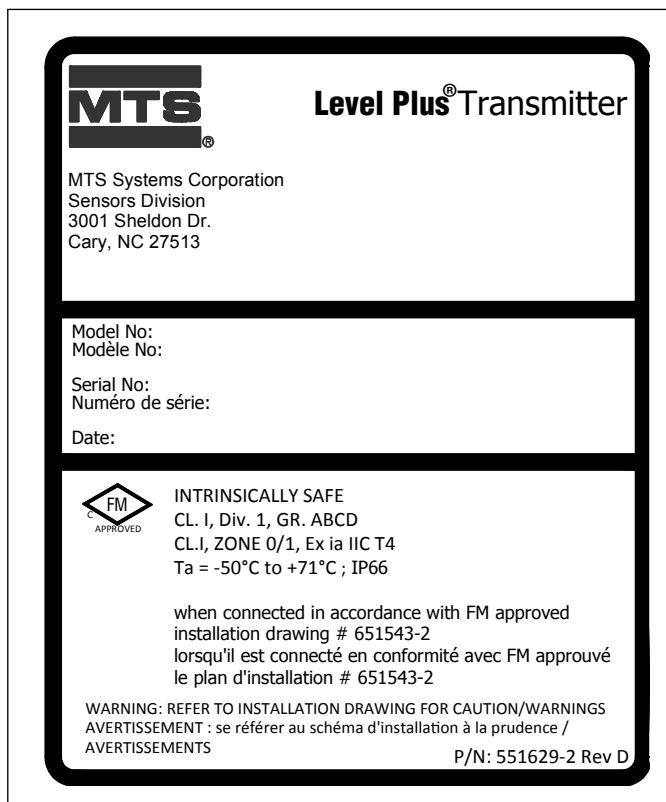 MTS
®
Level Plus® Transmitter
MTS Systems Corporation
Sensors Division
3001 Sheldon Dr.
Cary, NC 27513
Model No:
Modèle No:
Serial No:
Numéro de série:
Date:
FM
C
APPROVED
INTRINSICALLY SAFE
CL. I, Div. 1, GR. ABCD
CL.I, ZONE 0/1, Ex ia IIC T4
Ta = -50°C to +71°C ; IP66
when connected in accordance with FM approved
installation drawing # 651543-2
lorsqu'il est connecté en conformité avec FM approuvé
le plan d'installation # 651543-2
WARNING: REFER TO INSTALLATION DRAWING FOR CAUTION/WARNINGS
AVERTISSEMENT : se référer au schéma d'installation à la prudence /
AVERTISSEMENTS
P/N: 551629-2 Rev D